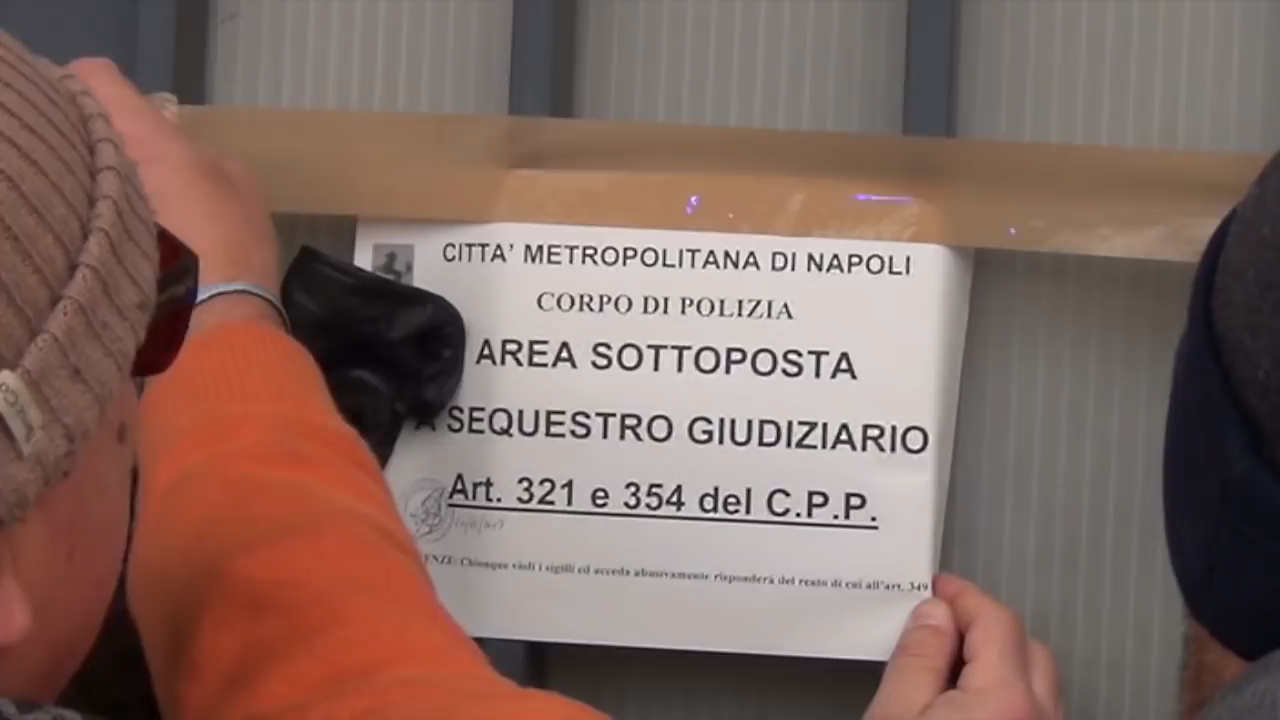 CITTA' METROPOLITANA DI NAPOLI
CORPO DI POLIZIA
AREA SOTTOPOSTA
A SEQUESTRO GIUDIZIARIO
Art. 321 e 354 del C.P.P.
Chiunque violi i sigilli ed acceda abusivamente risponderà del reato di cui all'art. 349